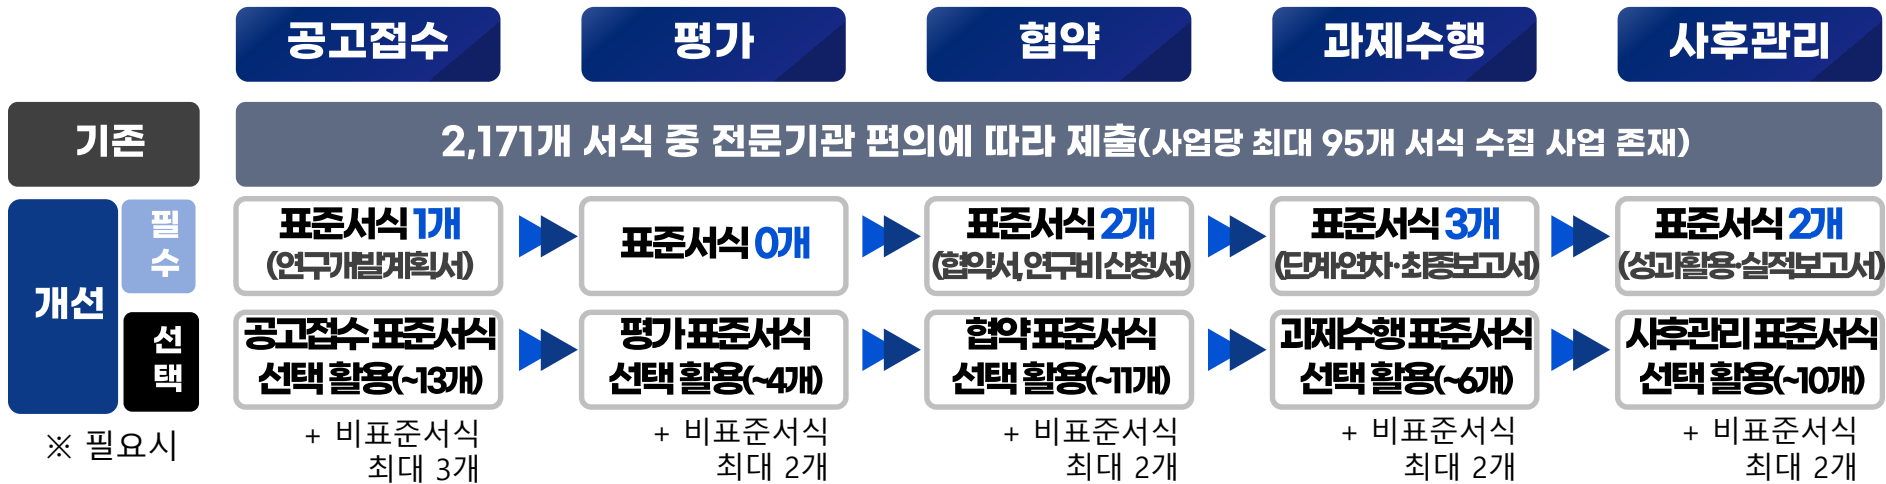 공고접수
평가
협약
과제수행
사후관리
기존
2,171개 서식 중 전문기관 편의에 따라 제출(사업당 최대 95개 서식 수집 사업 존재)
개선
필
수
표준서식 1개
(연구개발계획서)
표준서식 0개
표준서식 2개
(협약서, 연구비 신청서)
표준서식 3개
(단계·연차·최종보고서)
표준서식 2개
(성과활용·실적보고서)
선
택
공고접수 표준서식
선택 활용(~13개)
평가 표준서식
선택 활용(~4개)
협약 표준서식
선택 활용(~11개)
과제수행 표준서식
선택 활용(~6개)
사후관리 표준서식
선택 활용(~10개)
※ 필요시
+ 비표준서식
최대 3개
+ 비표준서식
최대 2개
+ 비표준서식
최대 2개
+ 비표준서식
최대 2개
+ 비표준서식
최대 2개